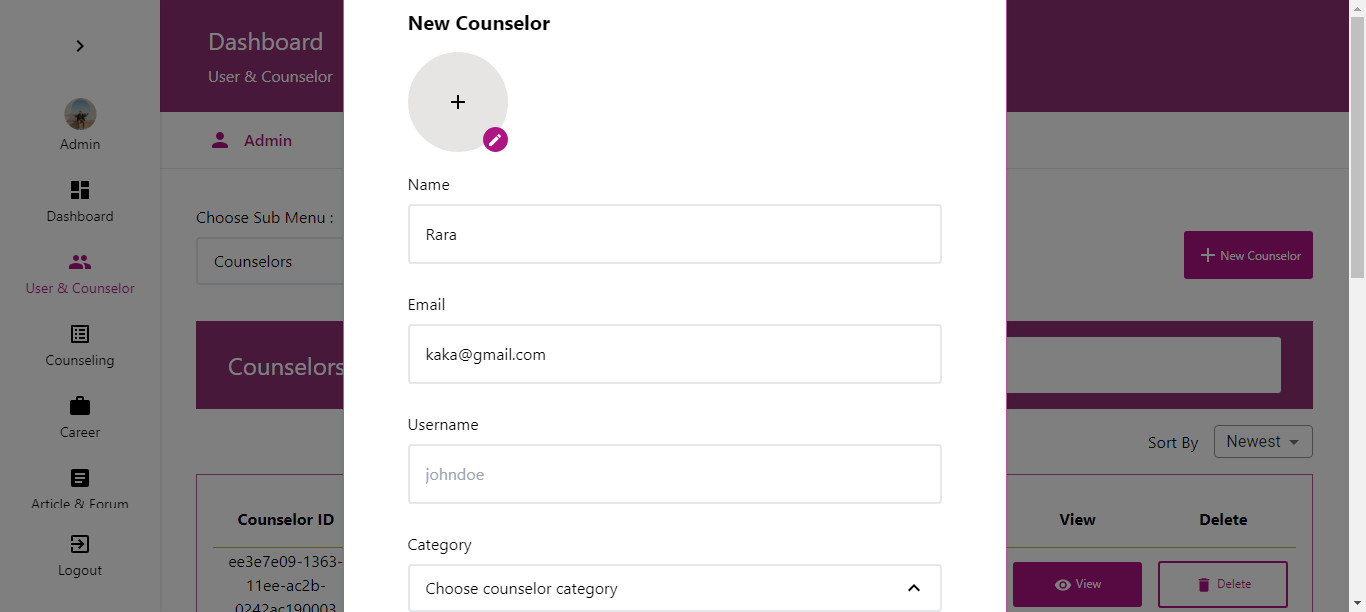 Admin
Dashboard
User & Counselor
Counseling
Career
Article & Forum
Logout
Dashboard
User & Counselor
Admin
Choose Sub Menu :
Counselors
New Counselor
Counselors
Sort By
Newest
Counselor ID
View
Delete
ee3e7e09-1363-
11ee-ac2b-
0242ac190003
View
Delete
New Counselor
Name
Rara
Email
kaka@gmail.com
Username
johndoe
Category
Choose counselor category